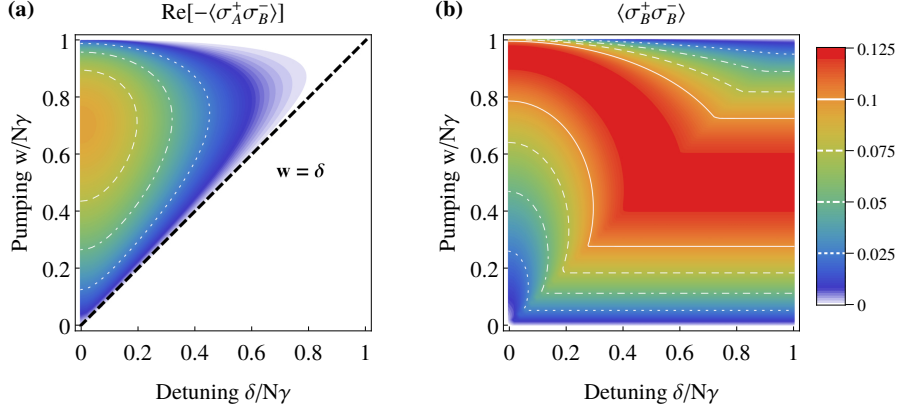 (a)
Re[−⟨σ_A^+ σ_B^−⟩]
Pumping w/Nγ
1
0.8
0.6
0.4
0.2
0
w = δ
0 0.2 0.4 0.6 0.8 1
Detuning δ/Nγ
(b)
⟨σ_B^+ σ_B^−⟩
Pumping w/Nγ
1
0.8
0.6
0.4
0.2
0
0 0.2 0.4 0.6 0.8 1
Detuning δ/Nγ
0.125
0.1
0.075
0.05
0.025
0